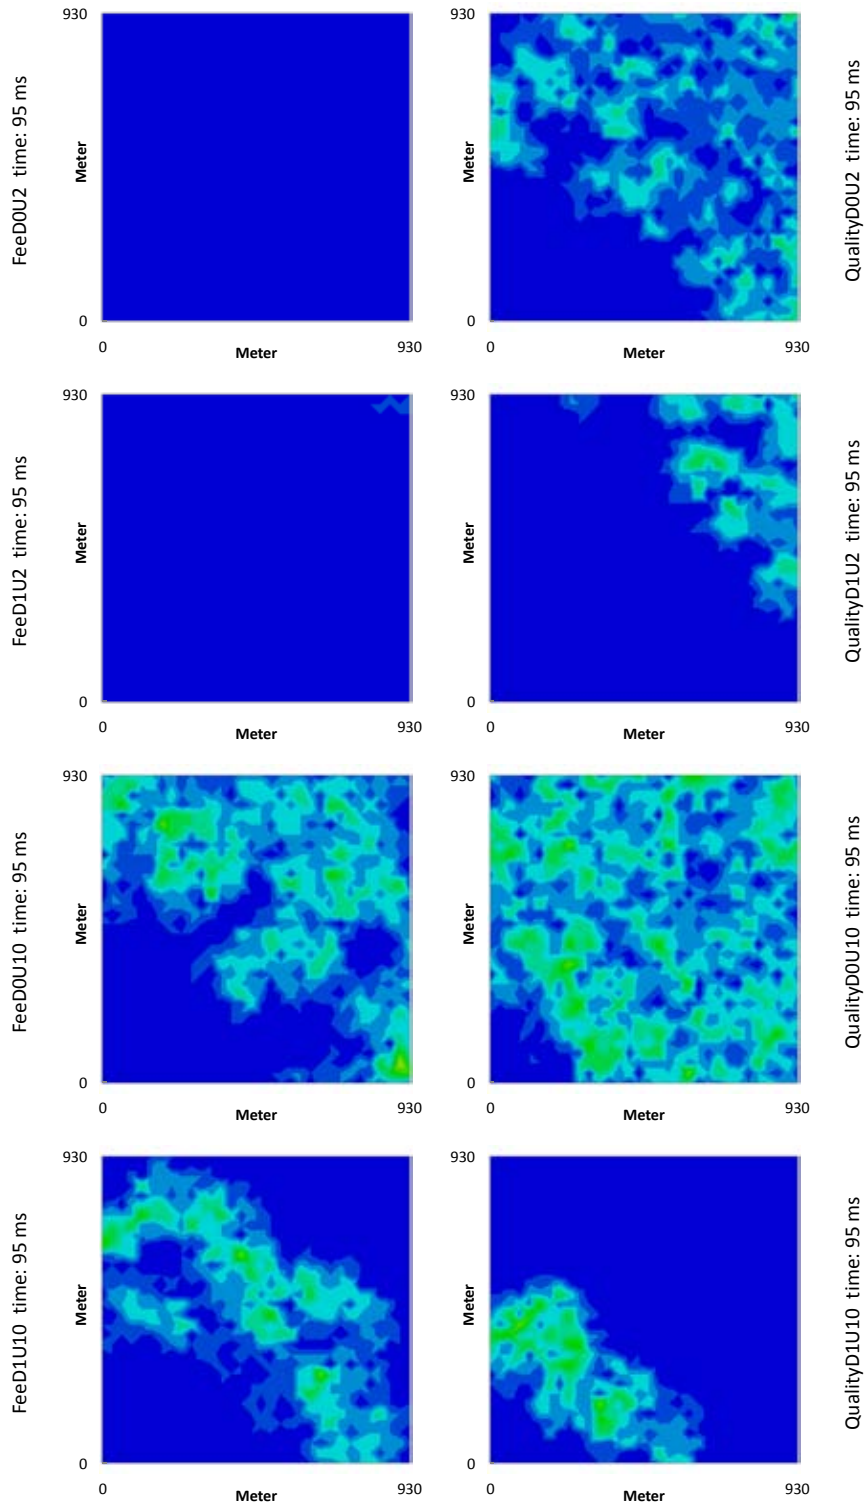 FeeD0U2 time: 95 ms
930
Meter
0
0
Meter
930
930
Meter
0
0
Meter
930
QualityD0U2 time: 95 ms
FeeD1U2 time: 95 ms
930
Meter
0
0
Meter
930
930
Meter
0
0
Meter
930
QualityD1U2 time: 95 ms
FeeD0U10 time: 95 ms
930
Meter
0
0
Meter
930
930
Meter
0
0
Meter
930
QualityD0U10 time: 95 ms
FeeD1U10 time: 95 ms
930
Meter
0
0
Meter
930
930
Meter
0
0
Meter
930
QualityD1U10 time: 95 ms